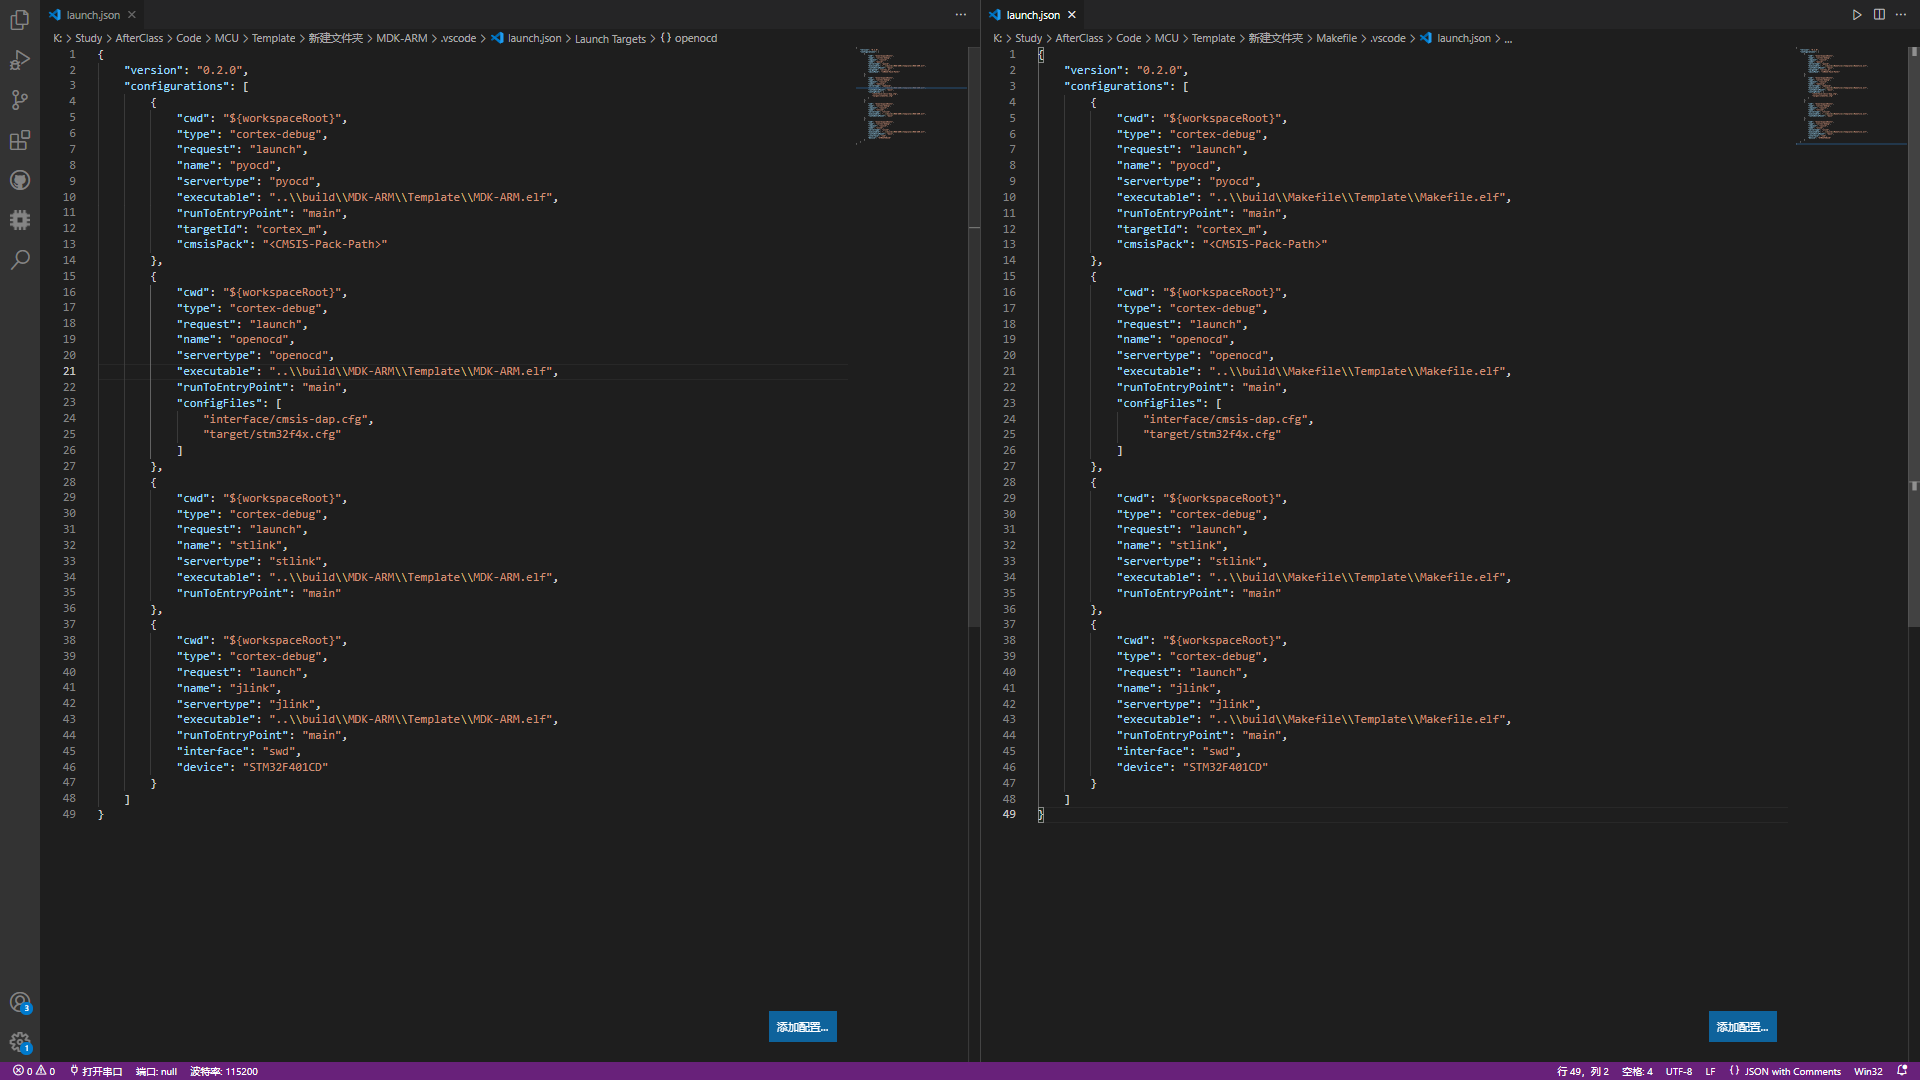 launch.json
K: > Study > AfterClass > Code > MCU > Template > 新建文件夹 > MDK-ARM > .vscode > launch.json > Launch Targets > {} openocd
1 {
2 "version": "0.2.0",
3 "configurations": [
4 {
5 "cwd": "${workspaceRoot}",
6 "type": "cortex-debug",
7 "request": "launch",
8 "name": "pyocd",
9 "servertype": "pyocd",
10 "executable": "..\\build\\MDK-ARM\\Template\\MDK-ARM.elf",
11 "runToEntryPoint": "main",
12 "targetId": "cortex_m",
13 "cmsisPack": "<CMSIS-Pack-Path>"
14 },
15 {
16 "cwd": "${workspaceRoot}",
17 "type": "cortex-debug",
18 "request": "launch",
19 "name": "openocd",
20 "servertype": "openocd",
21 "executable": "..\\build\\MDK-ARM\\Template\\MDK-ARM.elf",
22 "runToEntryPoint": "main",
23 "configFiles": [
24 "interface/cmsis-dap.cfg",
25 "target/stm32f4x.cfg"
26 ]
27 },
28 {
29 "cwd": "${workspaceRoot}",
30 "type": "cortex-debug",
31 "request": "launch",
32 "name": "stlink",
33 "servertype": "stlink",
34 "executable": "..\\build\\MDK-ARM\\Template\\MDK-ARM.elf",
35 "runToEntryPoint": "main"
36 },
37 {
38 "cwd": "${workspaceRoot}",
39 "type": "cortex-debug",
40 "request": "launch",
41 "name": "jlink",
42 "servertype": "jlink",
43 "executable": "..\\build\\MDK-ARM\\Template\\MDK-ARM.elf",
44 "runToEntryPoint": "main",
45 "interface": "swd",
46 "device": "STM32F401CD"
47 }
48 ]
49 }
添加配置...
launch.json
K: > Study > AfterClass > Code > MCU > Template > 新建文件夹 > Makefile > .vscode > launch.json > ...
1 {
2 "version": "0.2.0",
3 "configurations": [
4 {
5 "cwd": "${workspaceRoot}",
6 "type": "cortex-debug",
7 "request": "launch",
8 "name": "pyocd",
9 "servertype": "pyocd",
10 "executable": "..\\build\\Makefile\\Template\\Makefile.elf",
11 "runToEntryPoint": "main",
12 "targetId": "cortex_m",
13 "cmsisPack": "<CMSIS-Pack-Path>"
14 },
15 {
16 "cwd": "${workspaceRoot}",
17 "type": "cortex-debug",
18 "request": "launch",
19 "name": "openocd",
20 "servertype": "openocd",
21 "executable": "..\\build\\Makefile\\Template\\Makefile.elf",
22 "runToEntryPoint": "main",
23 "configFiles": [
24 "interface/cmsis-dap.cfg",
25 "target/stm32f4x.cfg"
26 ]
27 },
28 {
29 "cwd": "${workspaceRoot}",
30 "type": "cortex-debug",
31 "request": "launch",
32 "name": "stlink",
33 "servertype": "stlink",
34 "executable": "..\\build\\Makefile\\Template\\Makefile.elf",
35 "runToEntryPoint": "main"
36 },
37 {
38 "cwd": "${workspaceRoot}",
39 "type": "cortex-debug",
40 "request": "launch",
41 "name": "jlink",
42 "servertype": "jlink",
43 "executable": "..\\build\\Makefile\\Template\\Makefile.elf",
44 "runToEntryPoint": "main",
45 "interface": "swd",
46 "device": "STM32F401CD"
47 }
48 ]
49 }
添加配置...
3
1
0 0 打开串口 端口: null 波特率: 115200 行 49，列 2 空格: 4 UTF-8 LF {} JSON with Comments Win32